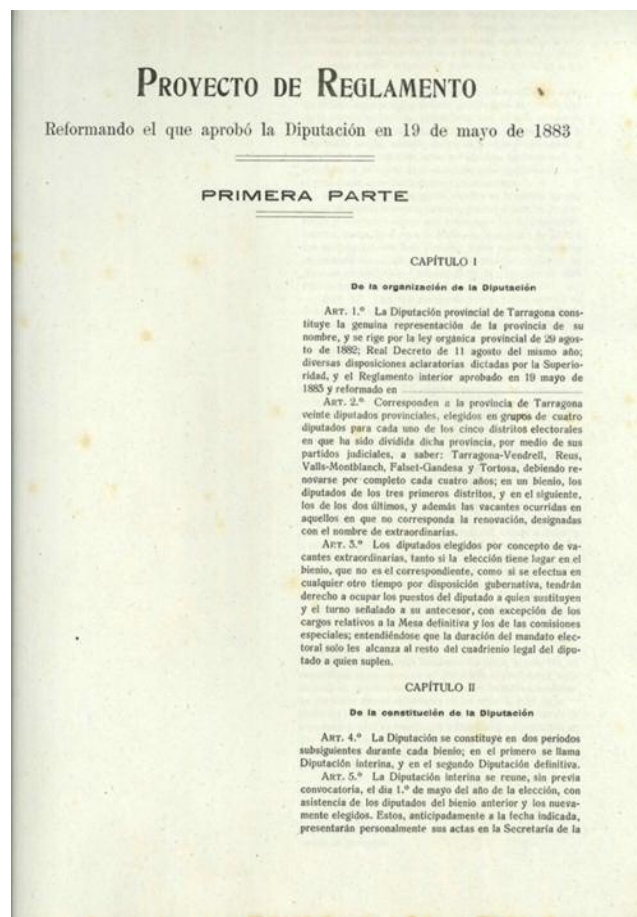 PROYECTO DE REGLAMENTO
Reformando el que aprobó la Diputación en 19 de mayo de 1883
PRIMERA PARTE
CAPÍTULO I
De la organización de la Diputación
ART. 1.º La Diputación provincial de Tarragona cons-
tituye la genuina representación de la provincia de su
nombre, y se rige por la ley orgánica provincial de 29 agos-
to de 1882; Real Decreto de 11 agosto del mismo año;
diversas disposiciones aclaratorias dictadas por la Superio-
ridad, y el Reglamento interior aprobado en 19 mayo de
1883 y reformado en
ART. 2.º Corresponden a la provincia de Tarragona
veinte diputados provinciales, elegidos en grupos de cuatro
diputados para cada uno de los cinco distritos electorales
en que ha sido dividida dicha provincia, por medio de sus
partidos judiciales, a saber: Tarragona-Vendrell, Reus,
Valls-Montblanch, Falset-Gandesa y Tortosa, debiendo re-
novarse por completo cada cuatro años; en un bienio, los
diputados de los tres primeros distritos, y en el siguiente,
los de los dos últimos, y además las vacantes ocurridas en
aquellos en que no corresponda la renovación, designadas
con el nombre de extraordinarias.
ART. 3.º Los diputados elegidos por concepto de va-
cantes extraordinarias, tanto si la elección tiene lugar en el
bienio, que no es el correspondiente, como si se efectua en
cualquier otro tiempo por disposición gubernativa, tendrán
derecho a ocupar los puestos del diputado a quien sustituyen
y el turno señalado a su antecesor, con excepción de los
cargos relativos a la Mesa definitiva y los de las comisiones
especiales; entendiéndose que la duración del mandato elec-
toral solo les alcanza al resto del cuadrienio legal del dipu-
tado a quien suplen.
CAPÍTULO II
De la constitución de la Diputación
ART. 4.º La Diputación se constituye en dos periodos
subsiguientes durante cada bienio; en el primero se llama
Diputación interina, y en el segundo Diputación definitiva.
ART. 5.º La Diputación interina se reune, sin previa
convocatoria, el día 1.º de mayo del año de la elección, con
asistencia de los diputados del bienio anterior y los nueva-
mente elegidos. Estos, anticipadamente a la fecha indicada,
presentarán personalmente sus actas en la Secretaría de la